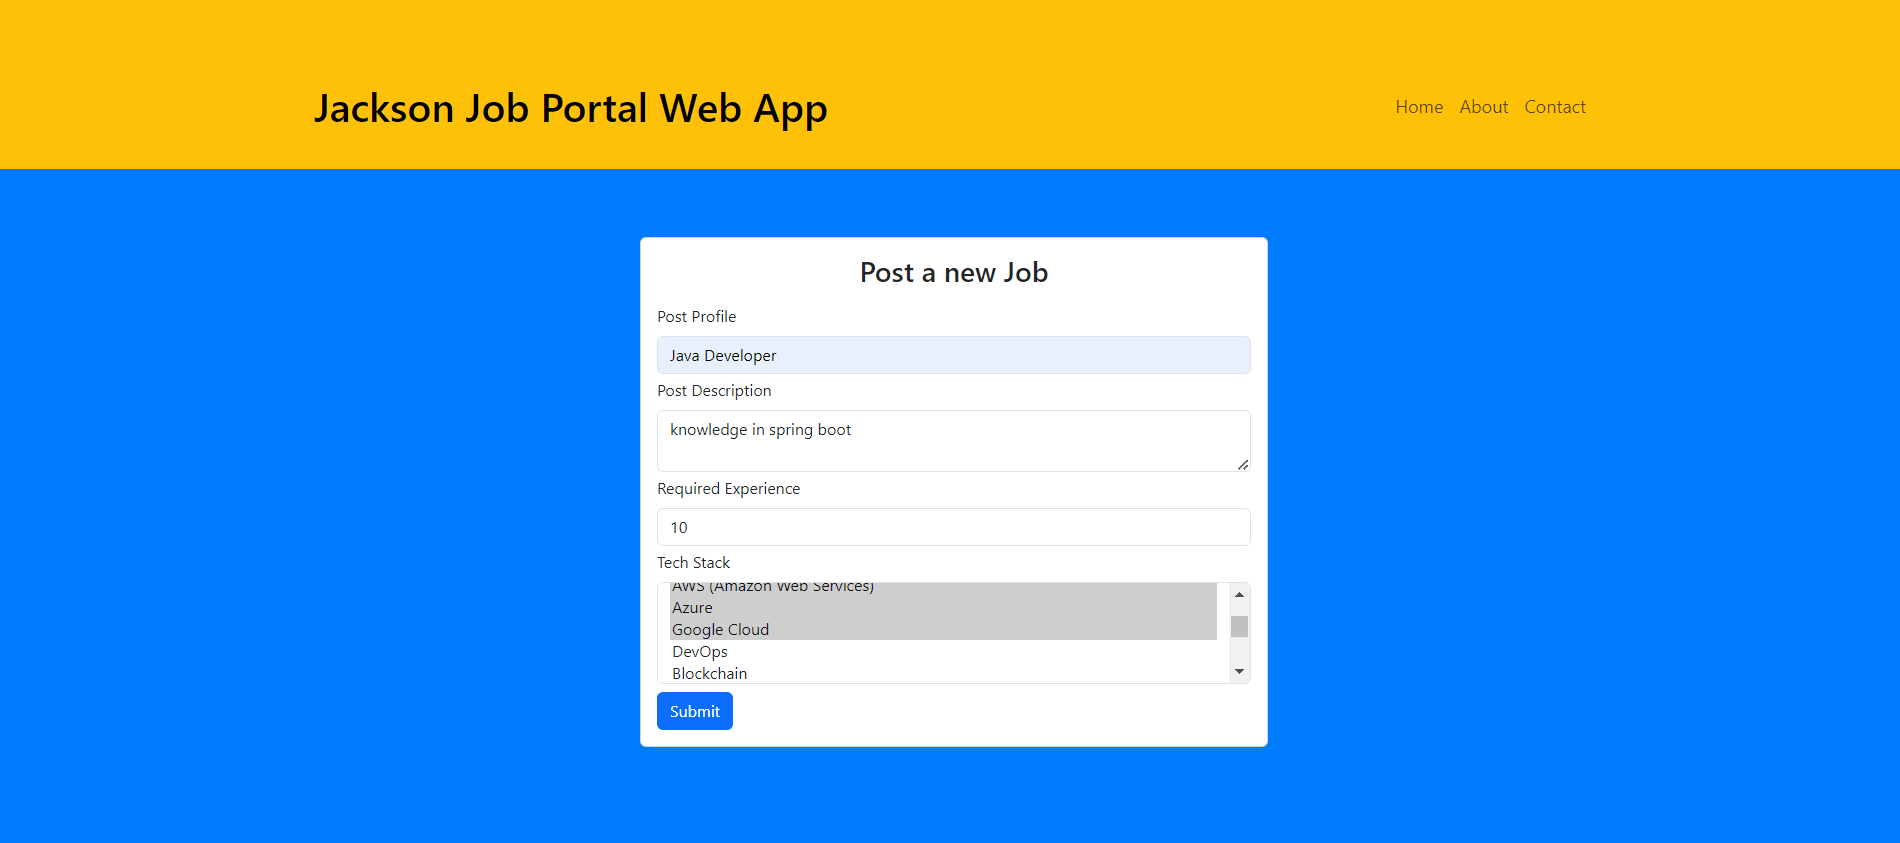 Jackson Job Portal Web App
Home About Contact
Post a new Job
Post Profile
Java Developer
Post Description
knowledge in spring boot
Required Experience
10
Tech Stack
AWS (Amazon Web Services)
Azure
Google Cloud
DevOps
Blockchain
Submit